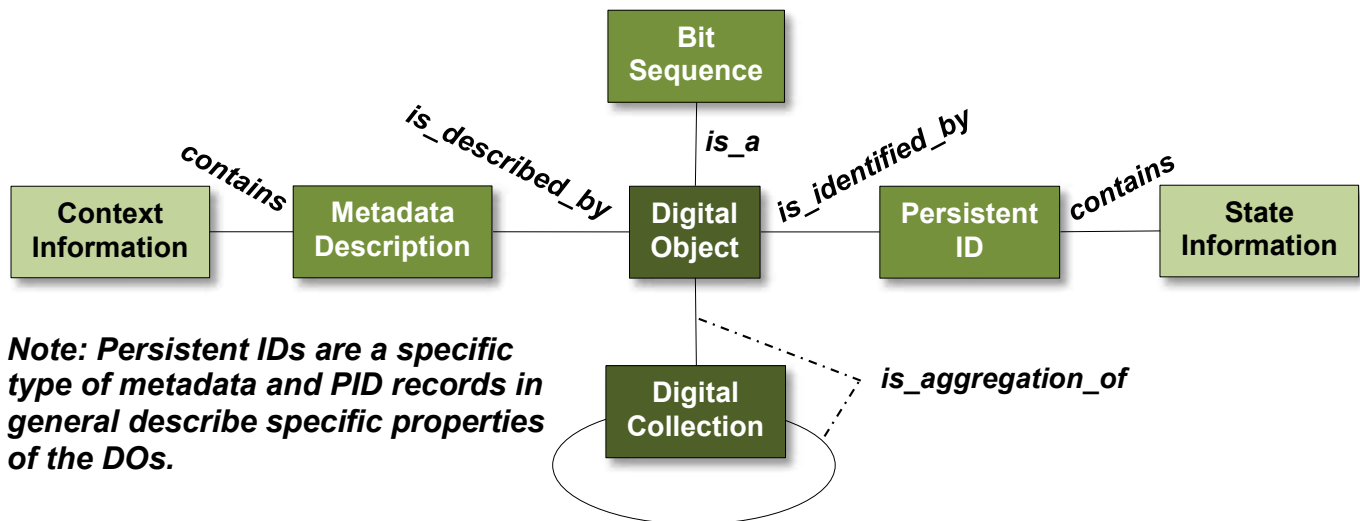 Bit
Sequence
is_a
is_described_by
is_identified_by
contains
contains
Context
Information
Metadata
Description
Digital
Object
Persistent
ID
State
Information
Note: Persistent IDs are a specific
type of metadata and PID records in
general describe specific properties
of the DOs.
Digital
Collection
is_aggregation_of